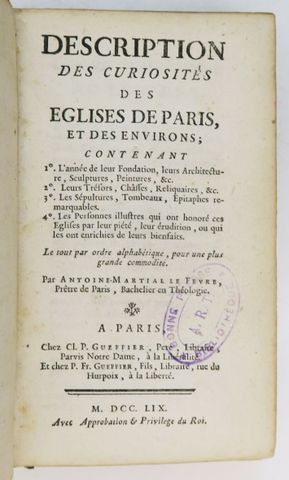 DESCRIPTION
DES CURIOSITÉS
DES
EGLISES DE PARIS,
ET DES ENVIRONS;
CONTENANT
1°. L'année de leur Fondation, leurs Architectu-
re, Sculptures, Peintures, &c.
2°. Leurs Trésors, Châsses, Reliquaires, &c.
3°. Les Sépultures, Tombeaux, Epitaphes re-
marquables.
4°. Les Personnes illustres qui ont honoré ces
Eglises par leur piété, leur érudition, ou qui
les ont enrichies de leurs bienfaits.
Le tout par ordre alphabétique, pour une plus
grande commodité.
Par ANTOINE-MARTIAL LE FEVRE,
Prêtre de Paris, Bachelier en Théologie.
A PARIS,
Chez Cl. P. GUEFFIER, Pere, Libraire,
Parvis Notre Dame, à la Libéralité.
Et chez P. Fr. GUEFFIER, Fils, Libraire, rue du
Hurpoix, à la Liberté.
M. DCC. LIX.
Avec Approbation & Privilege du Roi.
BONNE
A. R.